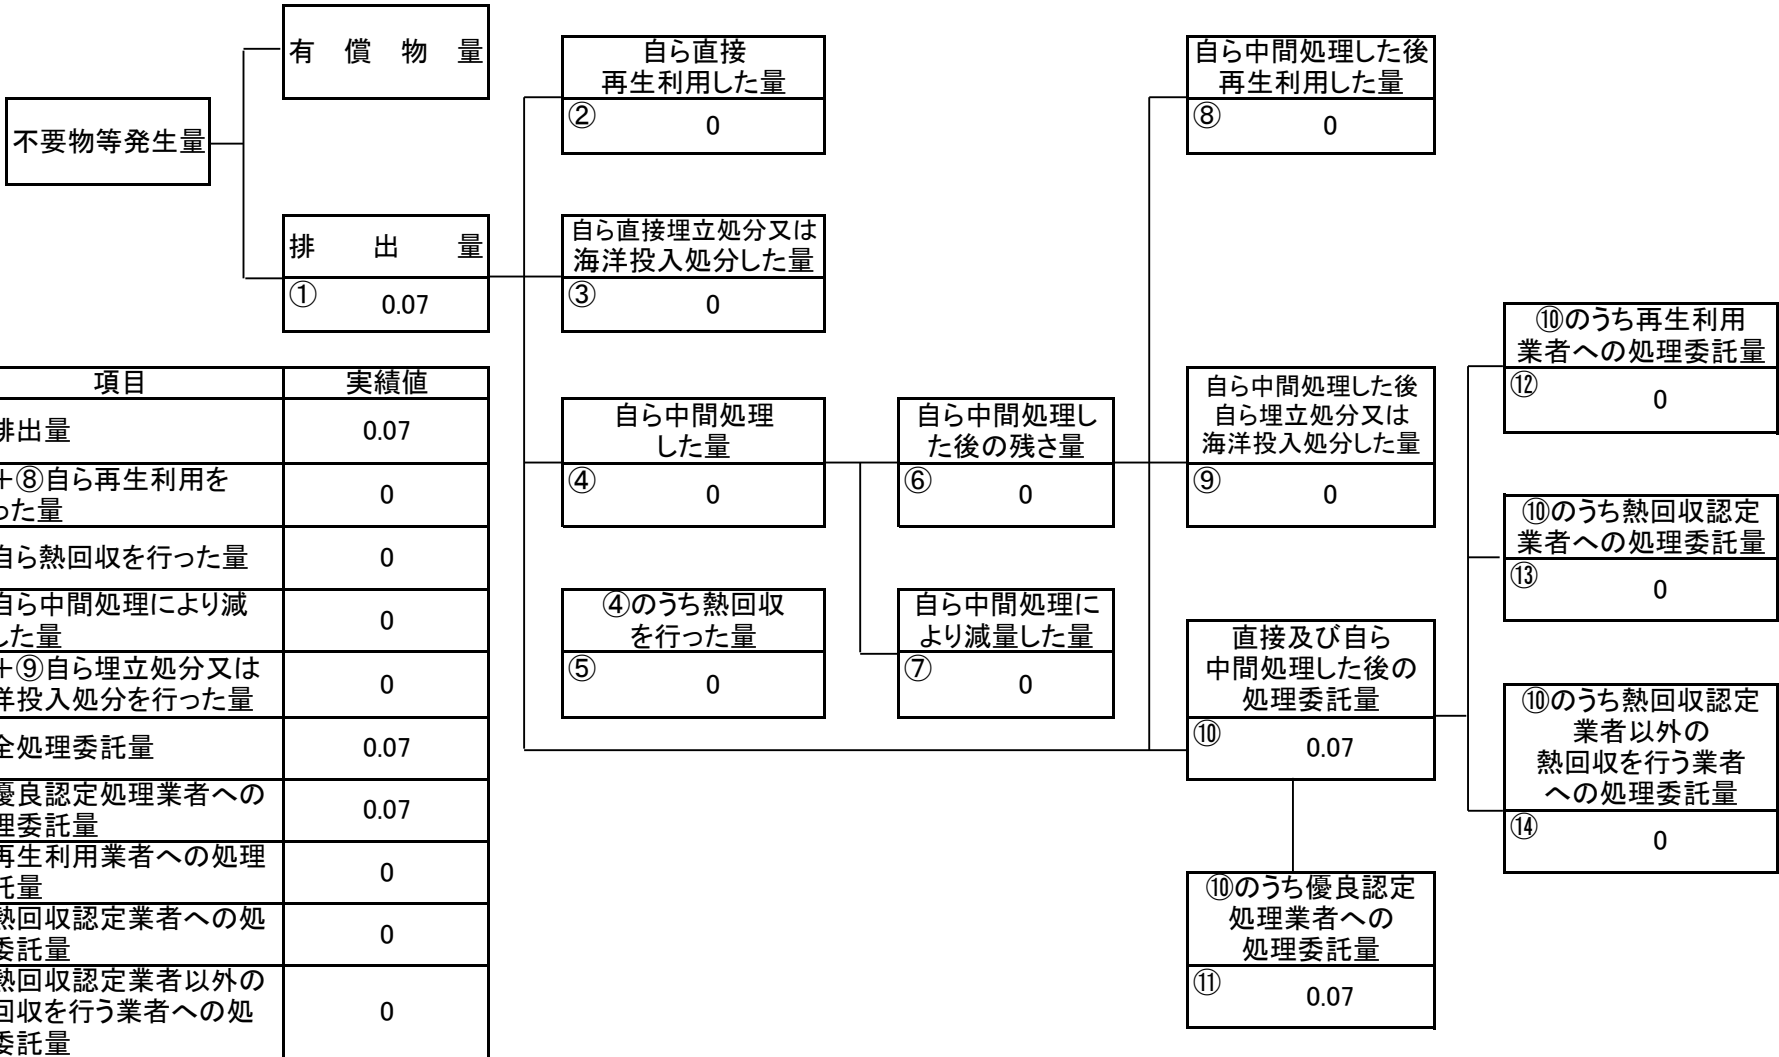 有償物量
不要物等発生量
排出量
① 0.07
自ら直接
再生利用した量
② 0
自ら直接埋立処分又は
海洋投入処分した量
③ 0
自ら中間処理
した量
④ 0
④のうち熱回収
を行った量
⑤ 0
自ら中間処理し
た後の残さ量
⑥ 0
自ら中間処理に
より減量した量
⑦ 0
自ら中間処理した後
再生利用した量
⑧ 0
自ら中間処理した後
自ら埋立処分又は
海洋投入処分した量
⑨ 0
直接及び自ら
中間処理した後の
処理委託量
⑩ 0.07
⑩のうち優良認定
処理業者への
処理委託量
⑪ 0.07
⑩のうち再生利用
業者への処理委託量
⑫ 0
⑩のうち熱回収認定
業者への処理委託量
⑬ 0
⑩のうち熱回収認定
業者以外の
熱回収を行う業者
への処理委託量
⑭ 0
項目 実績値
排出量 0.07
+⑧自ら再生利用を
った量 0
自ら熱回収を行った量 0
自ら中間処理により減
した量 0
+⑨自ら埋立処分又は
洋投入処分を行った量 0
全処理委託量 0.07
優良認定処理業者への
理委託量 0.07
再生利用業者への処理
託量 0
熱回収認定業者への処
委託量 0
熱回収認定業者以外の
回収を行う業者への処
委託量 0